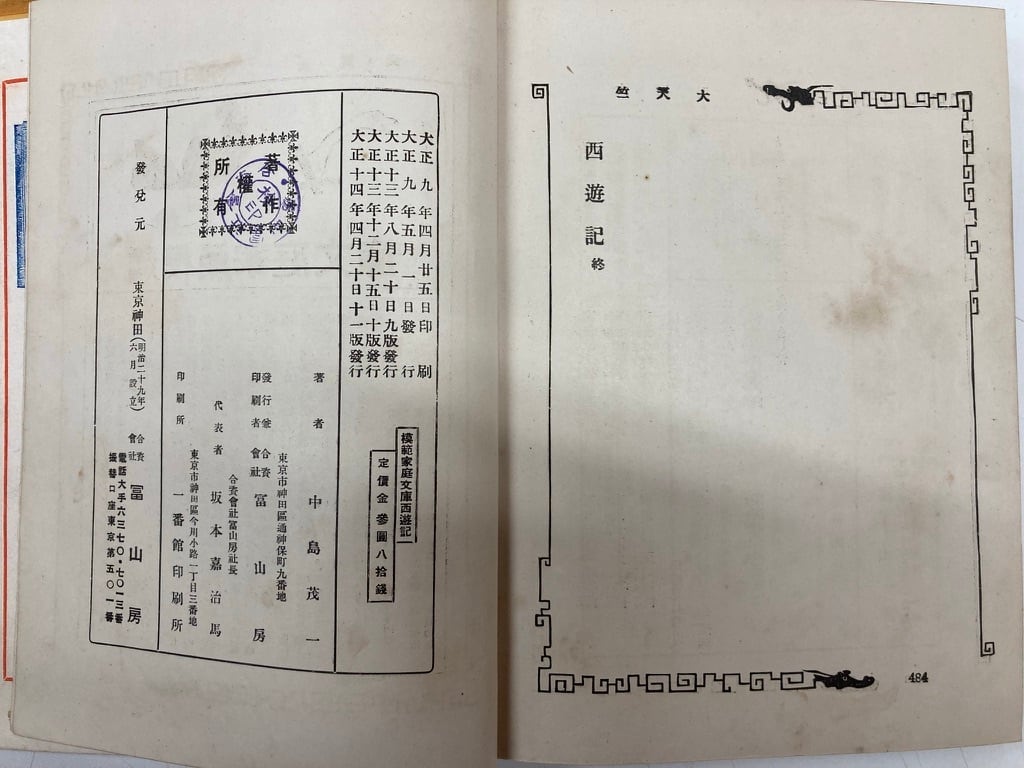 大天竺
西遊記 終
484
大正九年四月廿五日印刷
大正九年五月一日發行
大正十三年八月二十日九版發行
大正十三年十二月十五日十版發行
大正十四年四月二十日十一版發行
模範家庭文庫西遊記
定價金參圓八拾錢
著作權所有
著者 中島茂一
東京市神田區通神保町九番地
發行兼印刷者 合資會社 冨山房
合資會社冨山房社長
代表者 坂本嘉治馬
東京市神田區今川小路一丁目三番地
印刷所 一番館印刷所
發兌元 東京神田(明治二十九年六月設立) 合資會社 冨山房
電話大手六三七〇・七〇一三番
振替口座東京第五〇一番